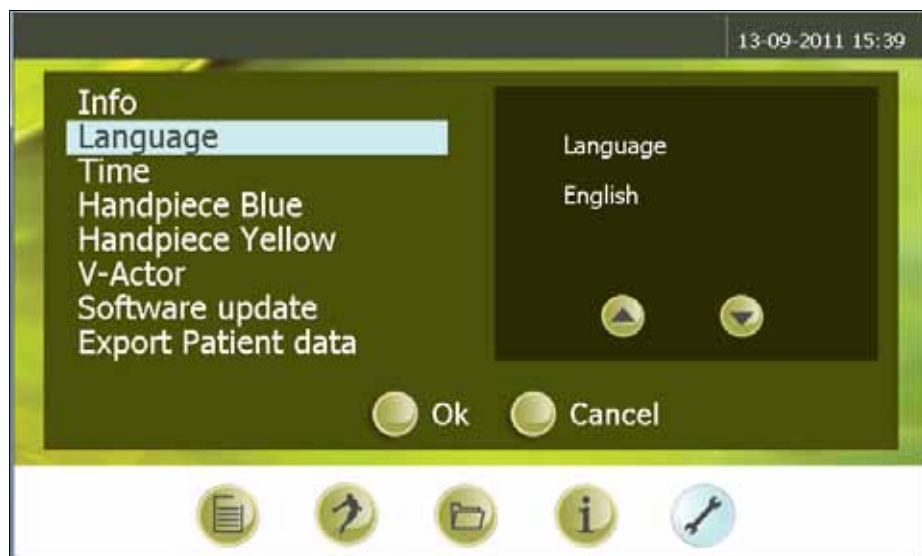 13-09-2011 15:39
Info
Language
Time
Handpiece Blue
Handpiece Yellow
V-Actor
Software update
Export Patient data
Language
English
Ok
Cancel
i